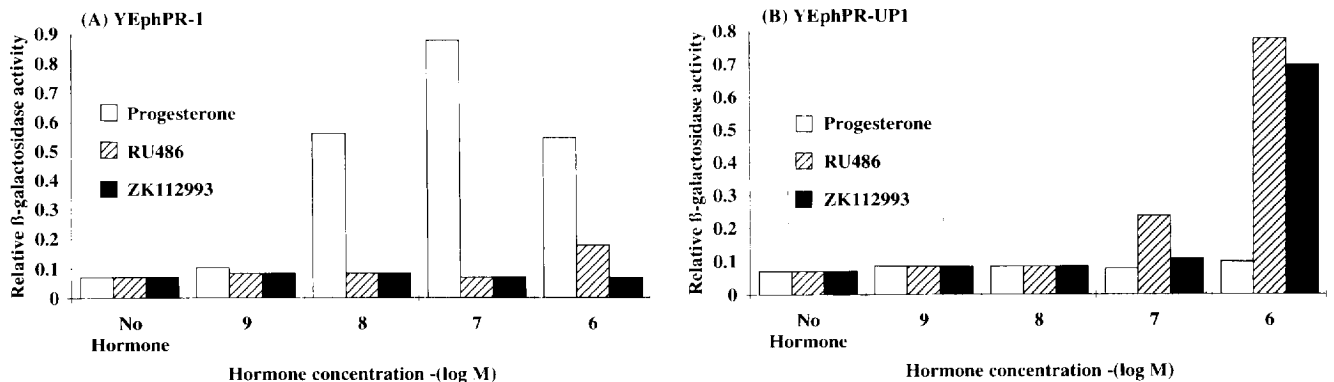 (A) YEphPR-1
Relative ß-galactosidase activity
0.9
0.8
0.7
0.6
0.5
0.4
0.3
0.2
0.1
0
Progesterone
RU486
ZK112993
No Hormone 9 8 7 6
Hormone concentration -(log M)
(B) YEphPR-UP1
Relative ß-galactosidase activity
0.8
0.7
0.6
0.5
0.4
0.3
0.2
0.1
0
Progesterone
RU486
ZK112993
No Hormone 9 8 7 6
Hormone concentration -(log M)